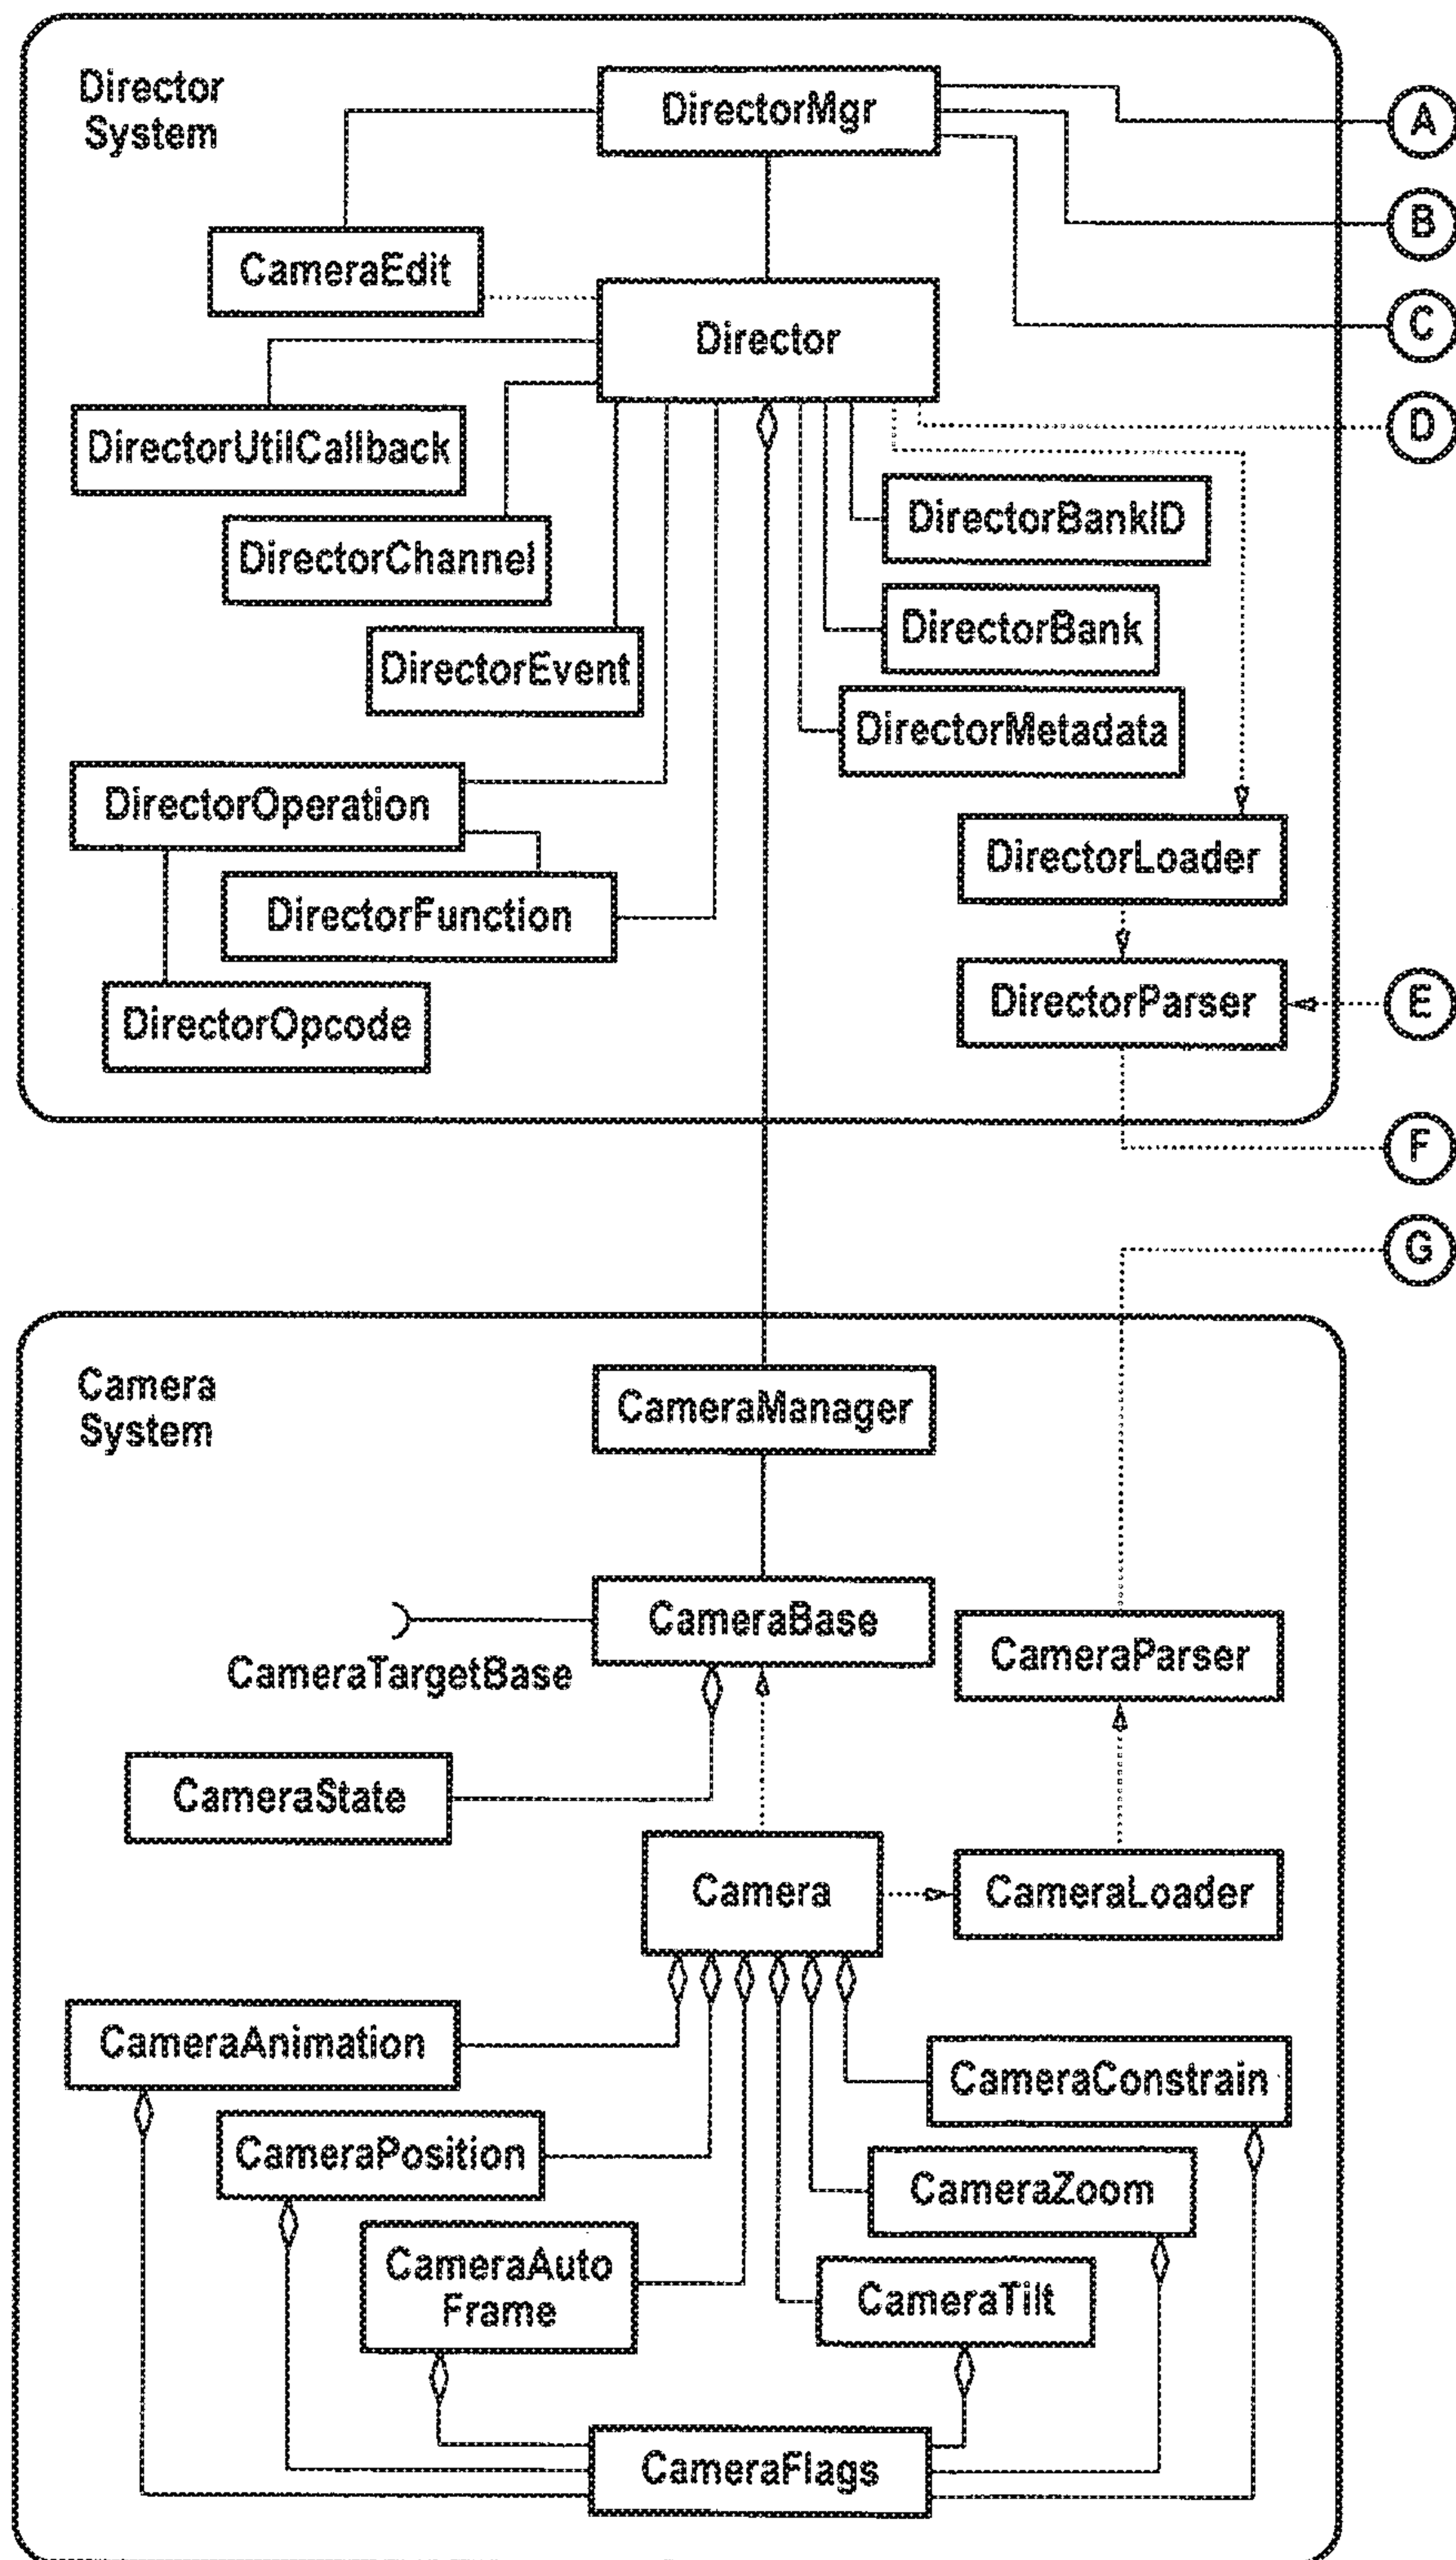 Director
System
DirectorMgr
A
B
CameraEdit
C
Director
D
DirectorUtilCallback
DirectorBankID
DirectorChannel
DirectorBank
DirectorEvent
DirectorMetadata
DirectorOperation
DirectorLoader
DirectorFunction
DirectorParser
E
DirectorOpcode
F
G
Camera
System
CameraManager
CameraBase
CameraParser
CameraTargetBase
CameraState
Camera
CameraLoader
CameraAnimation
CameraConstrain
CameraPosition
CameraZoom
CameraAuto
Frame
CameraTilt
CameraFlags